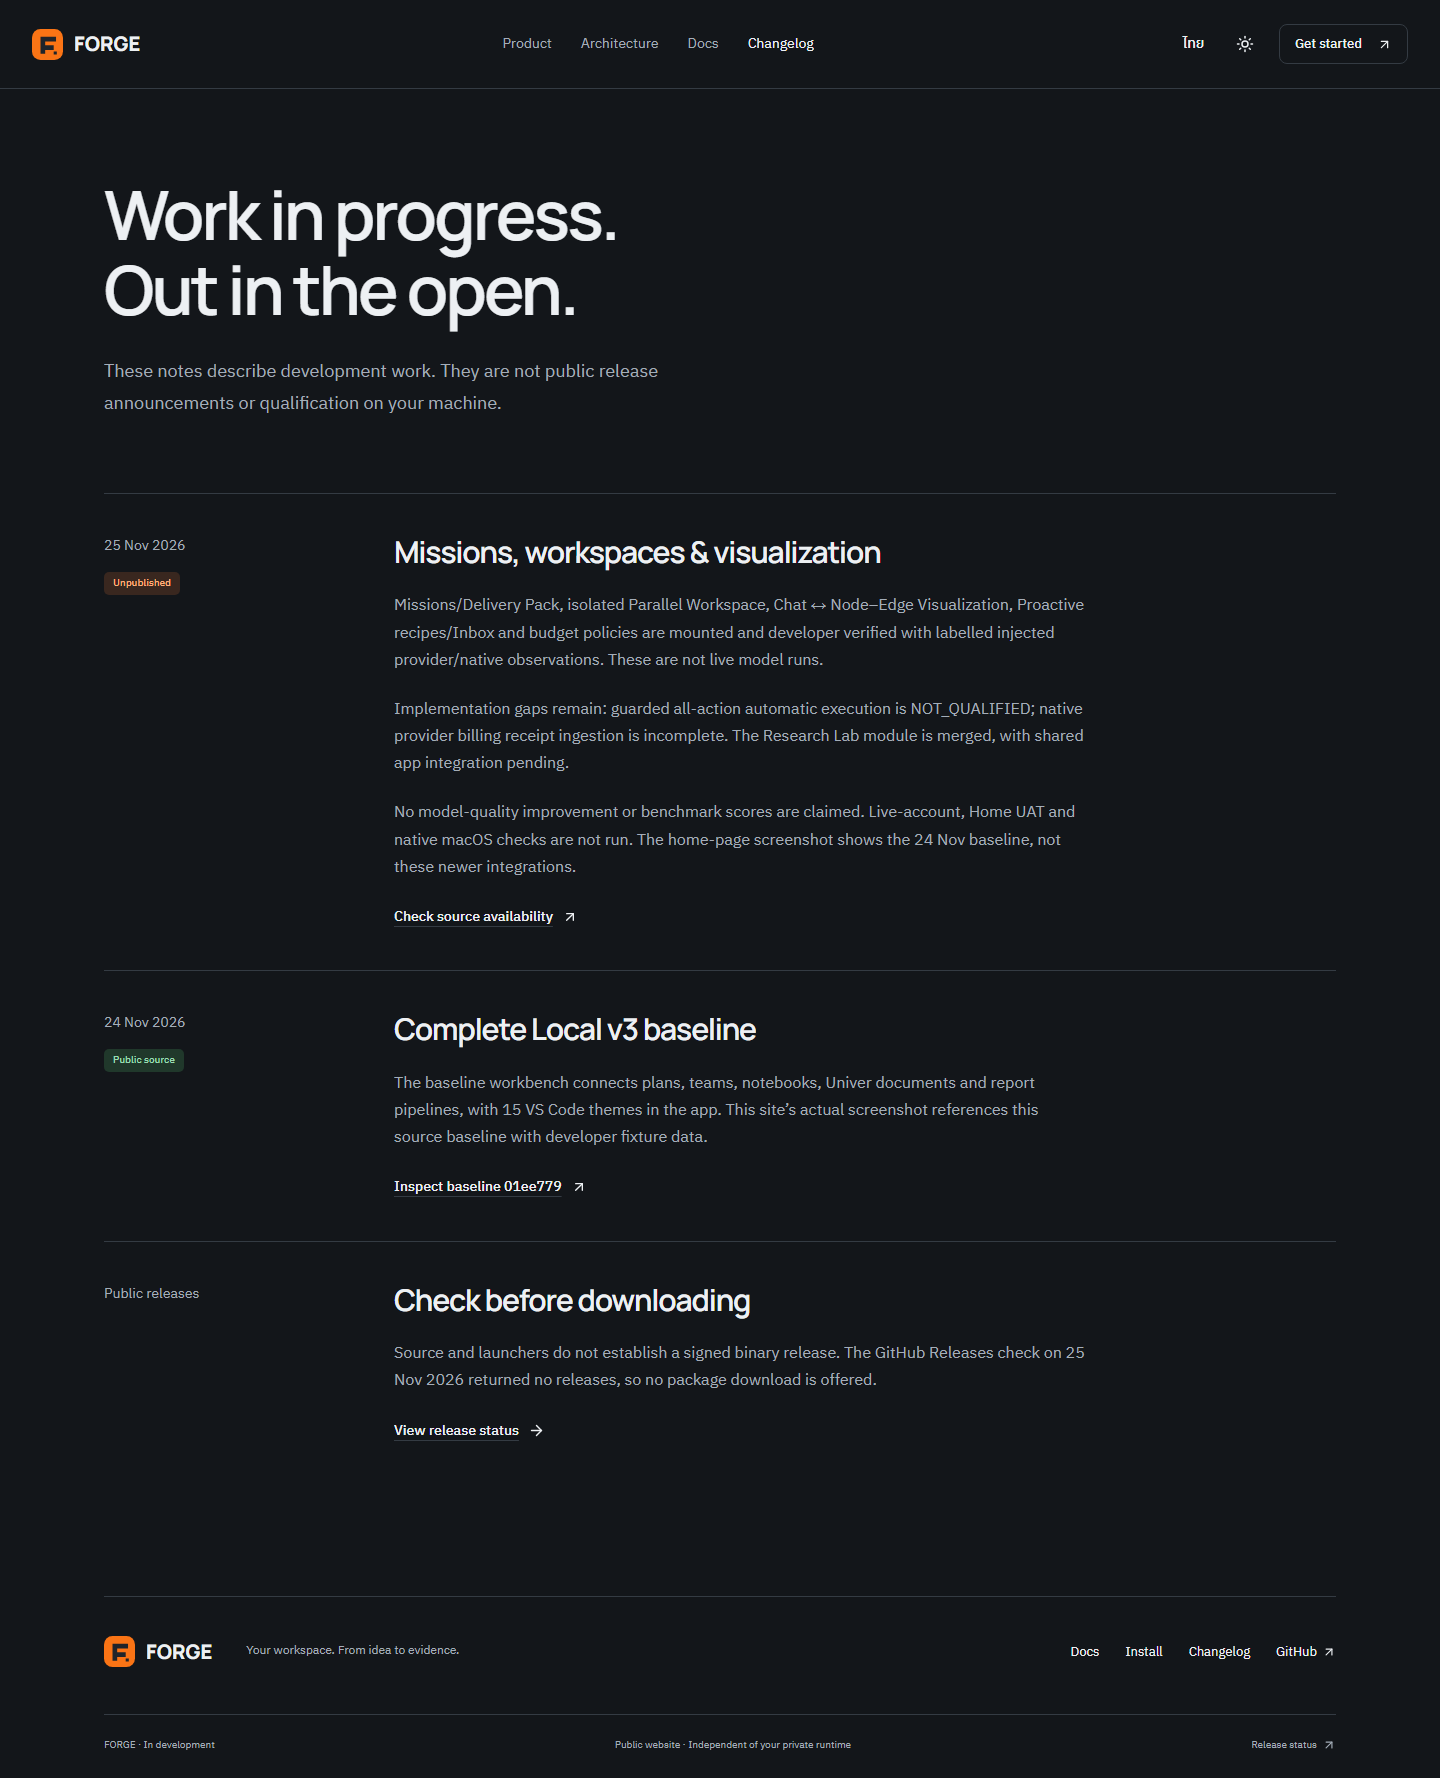 FORGE
Product Architecture Docs Changelog
ไทย
Get started
Work in progress.
Out in the open.
These notes describe development work. They are not public release
announcements or qualification on your machine.
25 Nov 2026
Unpublished
Missions, workspaces & visualization
Missions/Delivery Pack, isolated Parallel Workspace, Chat ↔ Node–Edge Visualization, Proactive
recipes/Inbox and budget policies are mounted and developer verified with labelled injected
provider/native observations. These are not live model runs.
Implementation gaps remain: guarded all-action automatic execution is NOT_QUALIFIED; native
provider billing receipt ingestion is incomplete. The Research Lab module is merged, with shared
app integration pending.
No model-quality improvement or benchmark scores are claimed. Live-account, Home UAT and
native macOS checks are not run. The home-page screenshot shows the 24 Nov baseline, not
these newer integrations.
Check source availability
24 Nov 2026
Public source
Complete Local v3 baseline
The baseline workbench connects plans, teams, notebooks, Univer documents and report
pipelines, with 15 VS Code themes in the app. This site’s actual screenshot references this
source baseline with developer fixture data.
Inspect baseline 01ee779
Public releases
Check before downloading
Source and launchers do not establish a signed binary release. The GitHub Releases check on 25
Nov 2026 returned no releases, so no package download is offered.
View release status
FORGE
Your workspace. From idea to evidence.
Docs Install Changelog GitHub
FORGE · In development
Public website · Independent of your private runtime
Release status